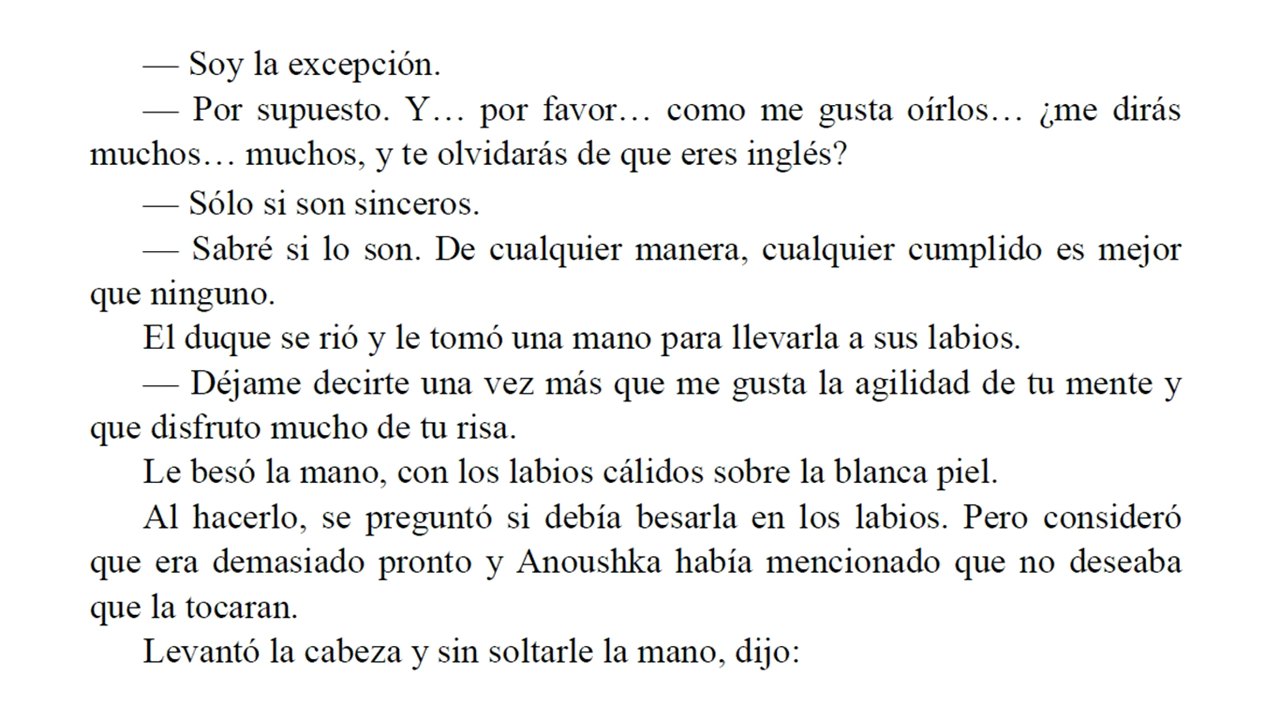 — Soy la excepción.
— Por supuesto. Y… por favor… como me gusta oírlos… ¿me dirás
muchos… muchos, y te olvidarás de que eres inglés?
— Sólo si son sinceros.
— Sabré si lo son. De cualquier manera, cualquier cumplido es mejor
que ninguno.
El duque se rió y le tomó una mano para llevarla a sus labios.
— Déjame decirte una vez más que me gusta la agilidad de tu mente y
que disfruto mucho de tu risa.
Le besó la mano, con los labios cálidos sobre la blanca piel.
Al hacerlo, se preguntó si debía besarla en los labios. Pero consideró
que era demasiado pronto y Anoushka había mencionado que no deseaba
que la tocaran.
Levantó la cabeza y sin soltarle la mano, dijo: